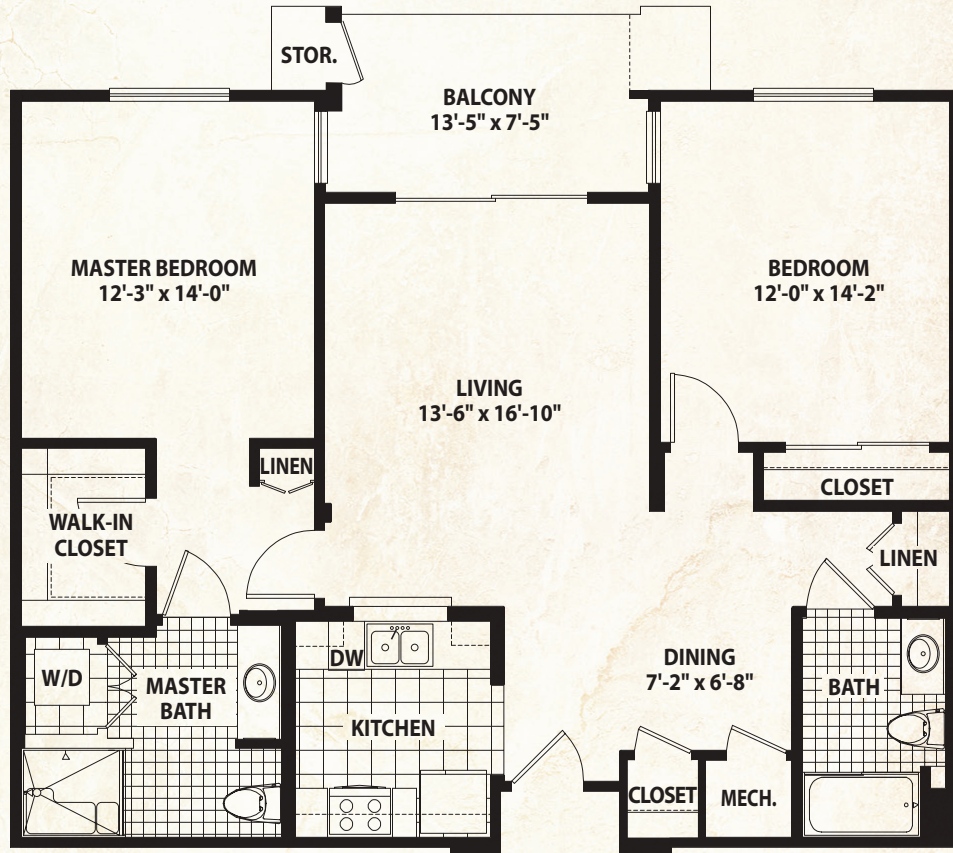 STOR.
BALCONY
13'-5" x 7'-5"
MASTER BEDROOM
12'-3" x 14'-0"
BEDROOM
12'-0" x 14'-2"
LIVING
13'-6" x 16'-10"
LINEN
CLOSET
WALK-IN
CLOSET
LINEN
W/D
MASTER
BATH
DW
KITCHEN
DINING
7'-2" x 6'-8"
BATH
CLOSET
MECH.